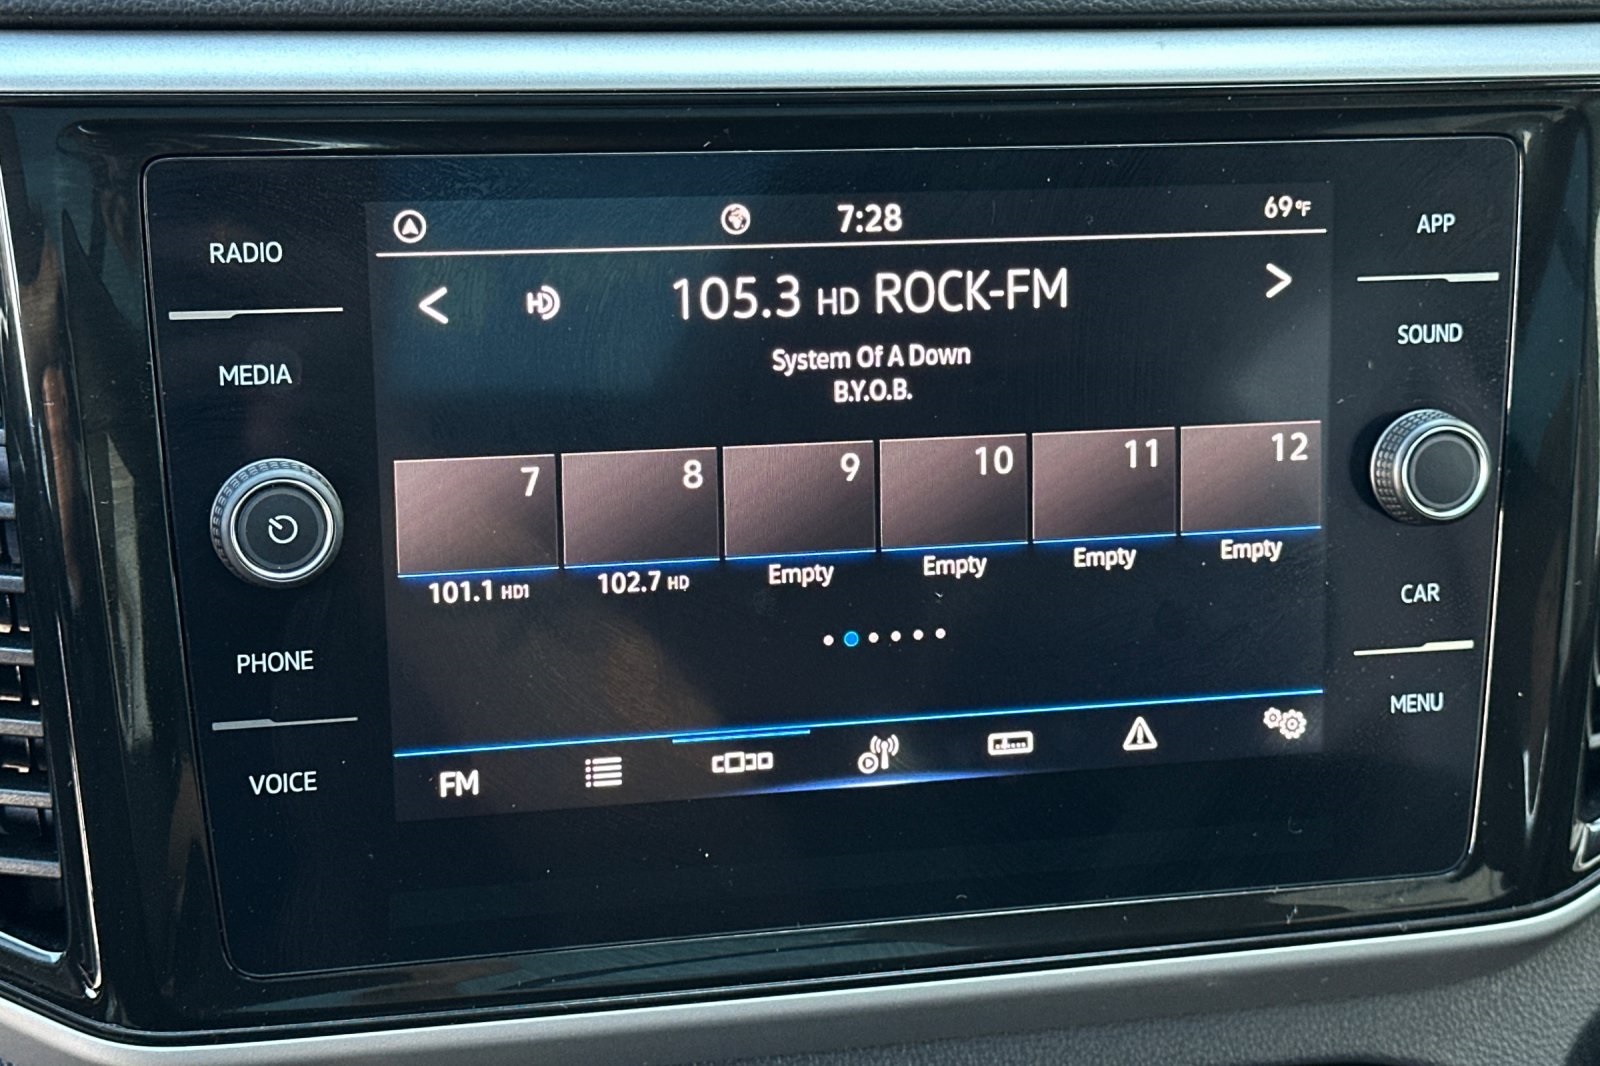 RADIO
MEDIA
PHONE
VOICE
7:28
69°F
HD
105.3 HD ROCK-FM
System Of A Down
B.Y.O.B.
7
8
9
10
11
12
101.1 HD1
102.7 HD
Empty
Empty
Empty
Empty
FM
APP
SOUND
CAR
MENU